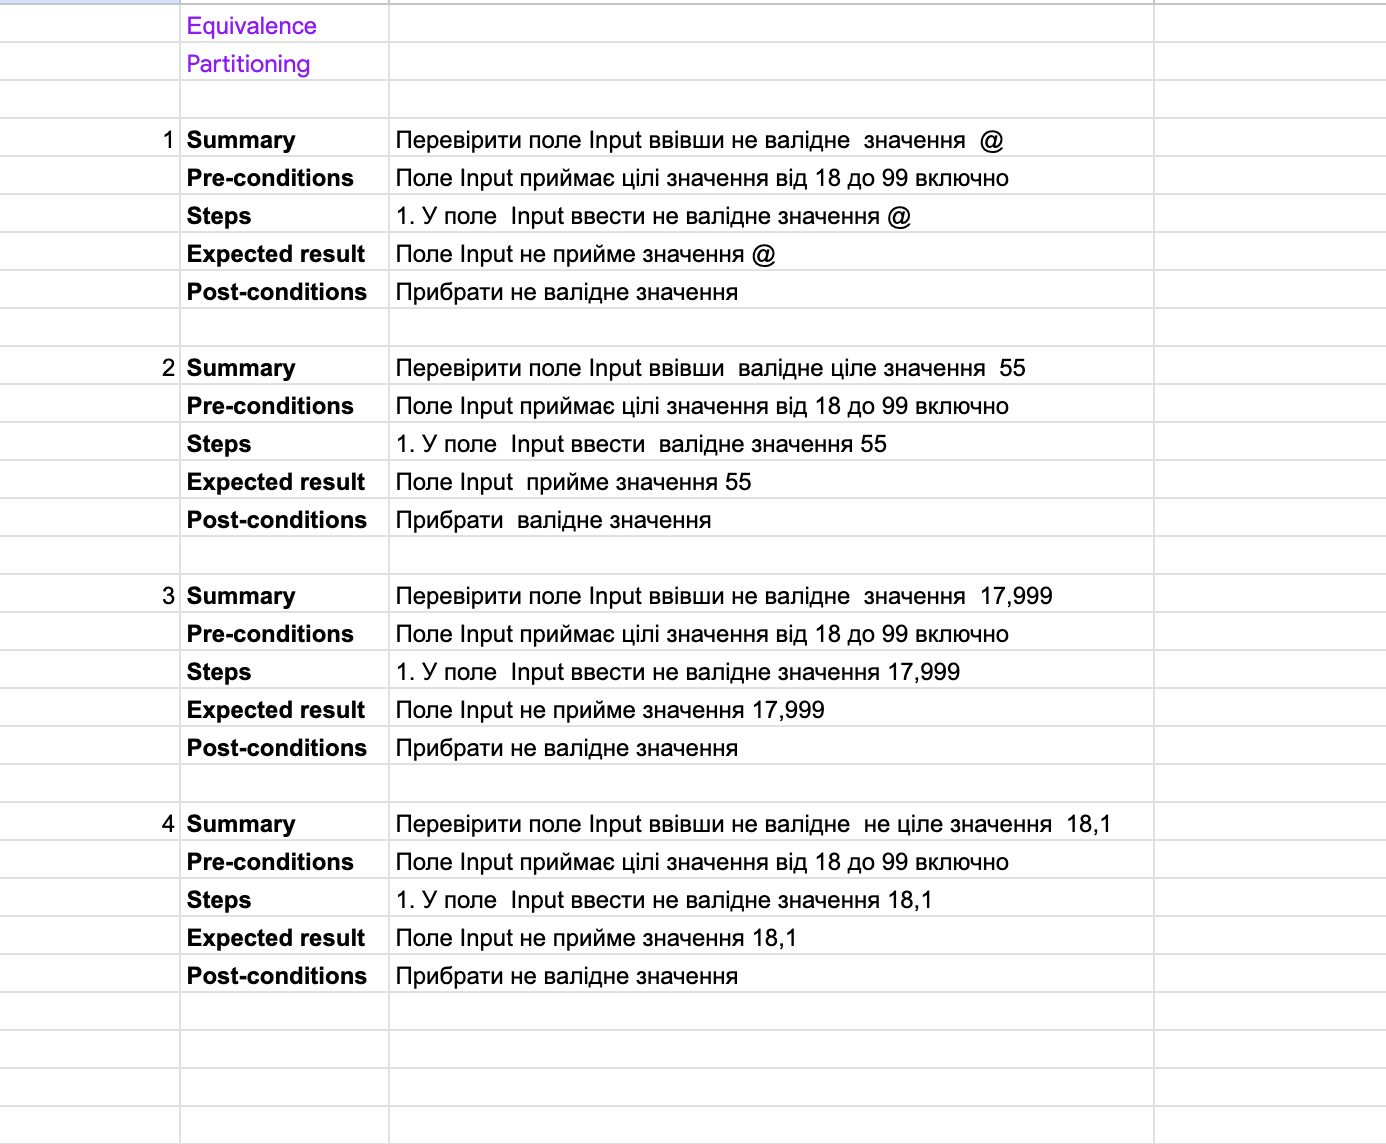 Equivalence
Partitioning
1 Summary Перевірити поле Input ввівши не валідне  значення  @
Pre-conditions Поле Input приймає цілі значення від 18 до 99 включно
Steps 1. У поле  Input ввести не валідне значення @
Expected result Поле Input не прийме значення @
Post-conditions Прибрати не валідне значення
2 Summary Перевірити поле Input ввівши  валідне ціле значення  55
Pre-conditions Поле Input приймає цілі значення від 18 до 99 включно
Steps 1. У поле  Input ввести  валідне значення 55
Expected result Поле Input  прийме значення 55
Post-conditions Прибрати  валідне значення
3 Summary Перевірити поле Input ввівши не валідне  значення  17,999
Pre-conditions Поле Input приймає цілі значення від 18 до 99 включно
Steps 1. У поле  Input ввести не валідне значення 17,999
Expected result Поле Input не прийме значення 17,999
Post-conditions Прибрати не валідне значення
4 Summary Перевірити поле Input ввівши не валідне  не ціле значення  18,1
Pre-conditions Поле Input приймає цілі значення від 18 до 99 включно
Steps 1. У поле  Input ввести не валідне значення 18,1
Expected result Поле Input не прийме значення 18,1
Post-conditions Прибрати не валідне значення